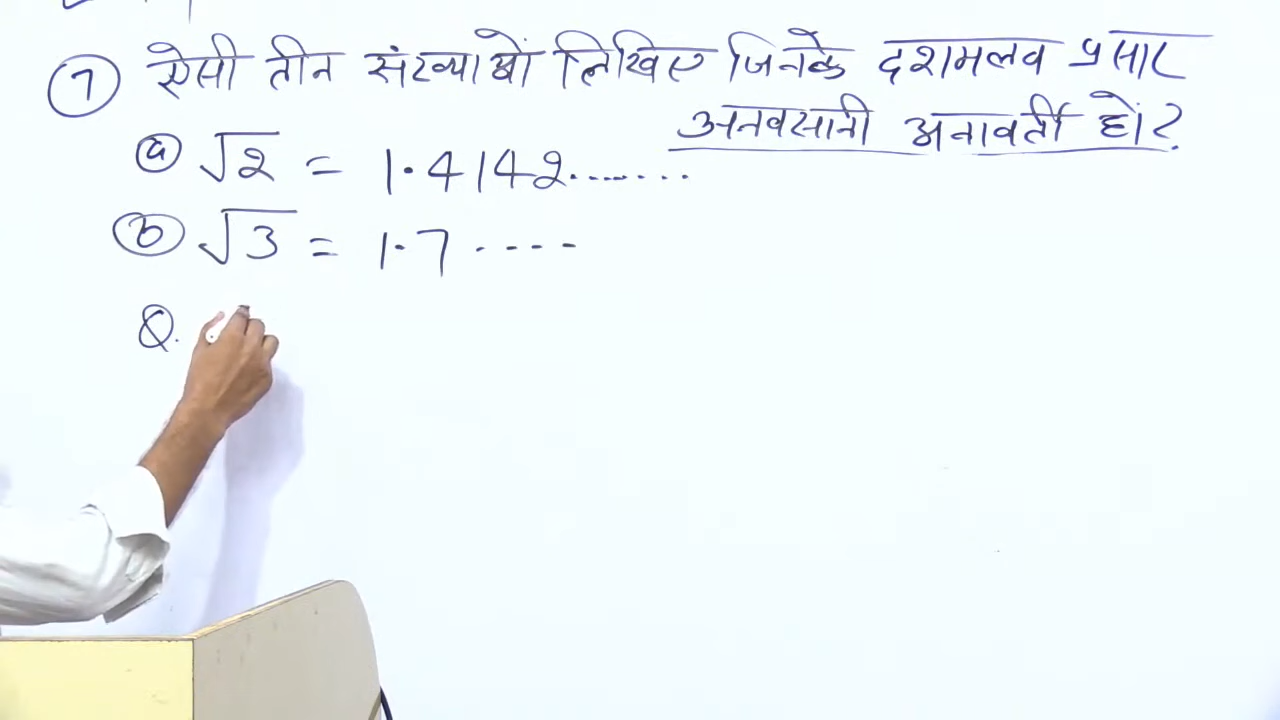 ⑦ ऐसी तीन संख्याओं लिखिए जिनके दशमलव प्रसार
अनवसानी अनावर्ती हों?
ⓐ √2 = 1.4142.......
ⓑ √3 = 1.7 ----